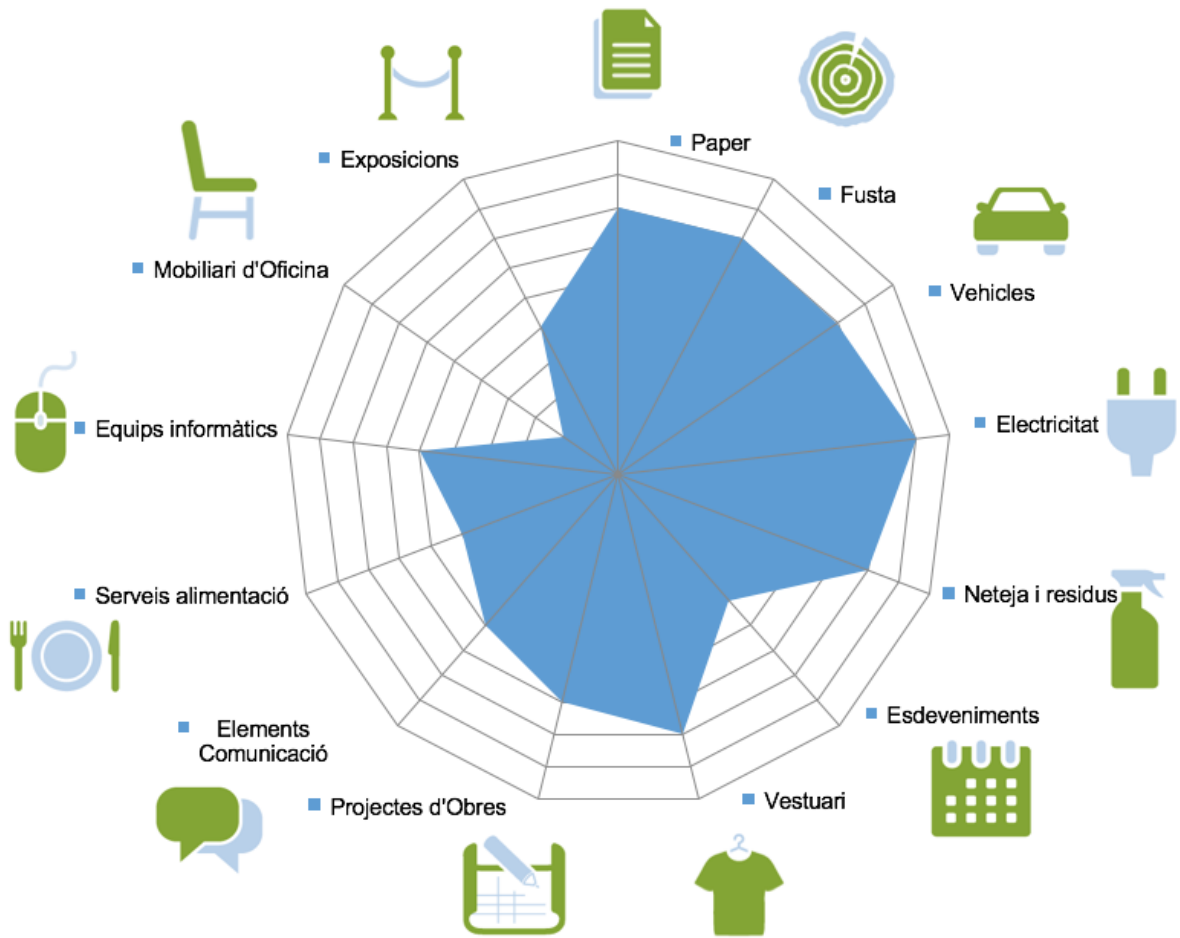 Paper
Fusta
Vehicles
Electricitat
Neteja i residus
Esdeveniments
Vestuari
Projectes d'Obres
Elements
Comunicació
Serveis alimentació
Equips informàtics
Mobiliari d'Oficina
Exposicions